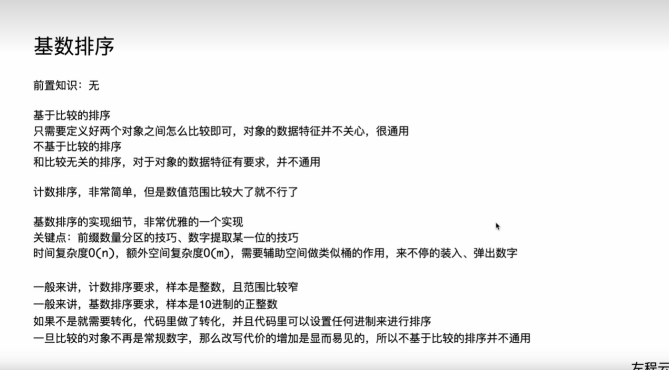 基数排序
前置知识：无
基于比较的排序
只需要定义好两个对象之间怎么比较即可，对象的数据特征并不关心，很通用
不基于比较的排序
和比较无关的排序，对于对象的数据特征有要求，并不通用
计数排序，非常简单，但是数值范围比较大了就不行了
基数排序的实现细节，非常优雅的一个实现
关键点：前缀数量分区的技巧、数字提取某一位的技巧
时间复杂度O(n)，额外空间复杂度O(m)，需要辅助空间做类似桶的作用，来不停的装入、弹出数字
一般来讲，计数排序要求，样本是整数，且范围比较窄
一般来讲，基数排序要求，样本是10进制的正整数
如果不是就需要转化，代码里做了转化，并且代码里可以设置任何进制来进行排序
一旦比较的对象不再是常规数字，那么改写代价的增加是显而易见的，所以不基于比较的排序并不通用
左程云